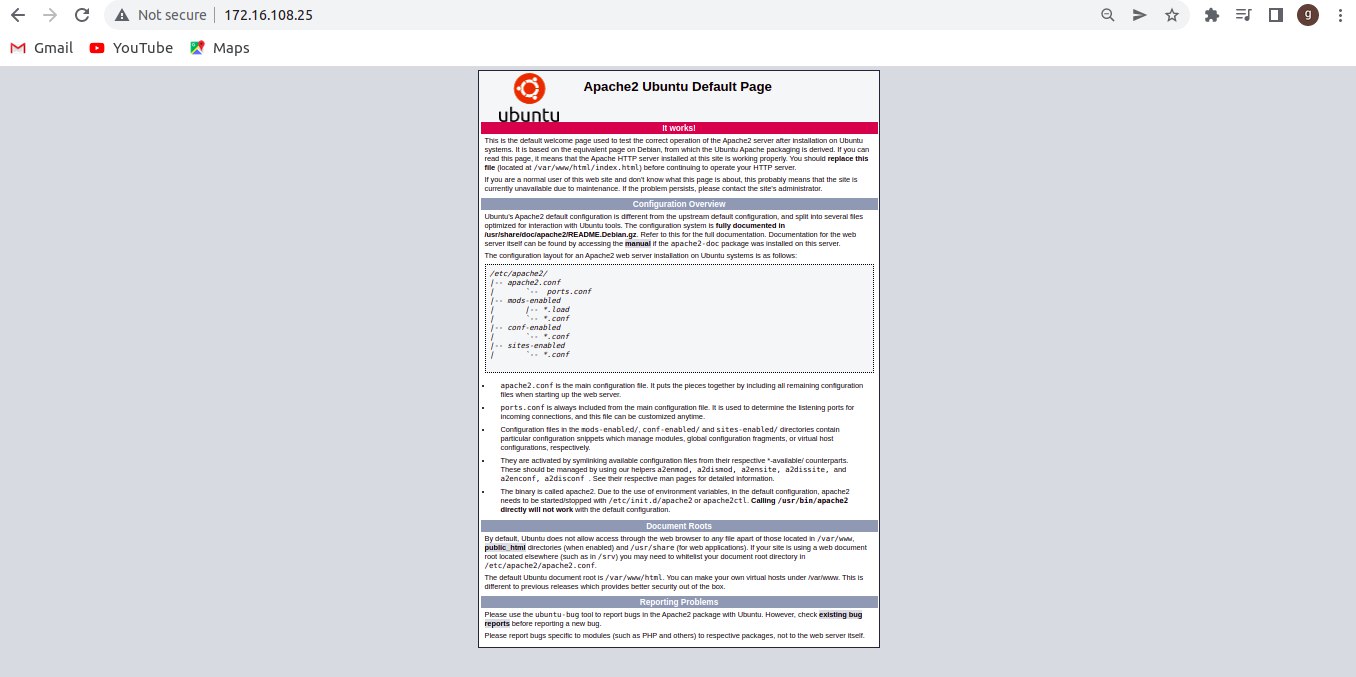 Not secure 172.16.108.25
g
Gmail YouTube Maps
ubuntu
Apache2 Ubuntu Default Page
It works!
This is the default welcome page used to test the correct operation of the Apache2 server after installation on Ubuntu
systems. It is based on the equivalent page on Debian, from which the Ubuntu Apache packaging is derived. If you can
read this page, it means that the Apache HTTP server installed at this site is working properly. You should replace this
file (located at /var/www/html/index.html) before continuing to operate your HTTP server.
If you are a normal user of this web site and don't know what this page is about, this probably means that the site is
currently unavailable due to maintenance. If the problem persists, please contact the site's administrator.
Configuration Overview
Ubuntu's Apache2 default configuration is different from the upstream default configuration, and split into several files
optimized for interaction with Ubuntu tools. The configuration system is fully documented in
/usr/share/doc/apache2/README.Debian.gz. Refer to this for the full documentation. Documentation for the web
server itself can be found by accessing the manual if the apache2-doc package was installed on this server.
The configuration layout for an Apache2 web server installation on Ubuntu systems is as follows:
/etc/apache2/
|-- apache2.conf
|       `--  ports.conf
|-- mods-enabled
|       |-- *.load
|       `-- *.conf
|-- conf-enabled
|       `-- *.conf
|-- sites-enabled
|       `-- *.conf
• apache2.conf is the main configuration file. It puts the pieces together by including all remaining configuration
files when starting up the web server.
• ports.conf is always included from the main configuration file. It is used to determine the listening ports for
incoming connections, and this file can be customized anytime.
• Configuration files in the mods-enabled/, conf-enabled/ and sites-enabled/ directories contain
particular configuration snippets which manage modules, global configuration fragments, or virtual host
configurations, respectively.
• They are activated by symlinking available configuration files from their respective *-available/ counterparts.
These should be managed by using our helpers a2enmod, a2dismod, a2ensite, a2dissite, and
a2enconf, a2disconf . See their respective man pages for detailed information.
• The binary is called apache2. Due to the use of environment variables, in the default configuration, apache2
needs to be started/stopped with /etc/init.d/apache2 or apache2ctl. Calling /usr/bin/apache2
directly will not work with the default configuration.
Document Roots
By default, Ubuntu does not allow access through the web browser to any file apart of those located in /var/www,
public_html directories (when enabled) and /usr/share (for web applications). If your site is using a web document
root located elsewhere (such as in /srv) you may need to whitelist your document root directory in
/etc/apache2/apache2.conf.
The default Ubuntu document root is /var/www/html. You can make your own virtual hosts under /var/www. This is
different to previous releases which provides better security out of the box.
Reporting Problems
Please use the ubuntu-bug tool to report bugs in the Apache2 package with Ubuntu. However, check existing bug
reports before reporting a new bug.
Please report bugs specific to modules (such as PHP and others) to respective packages, not to the web server itself.